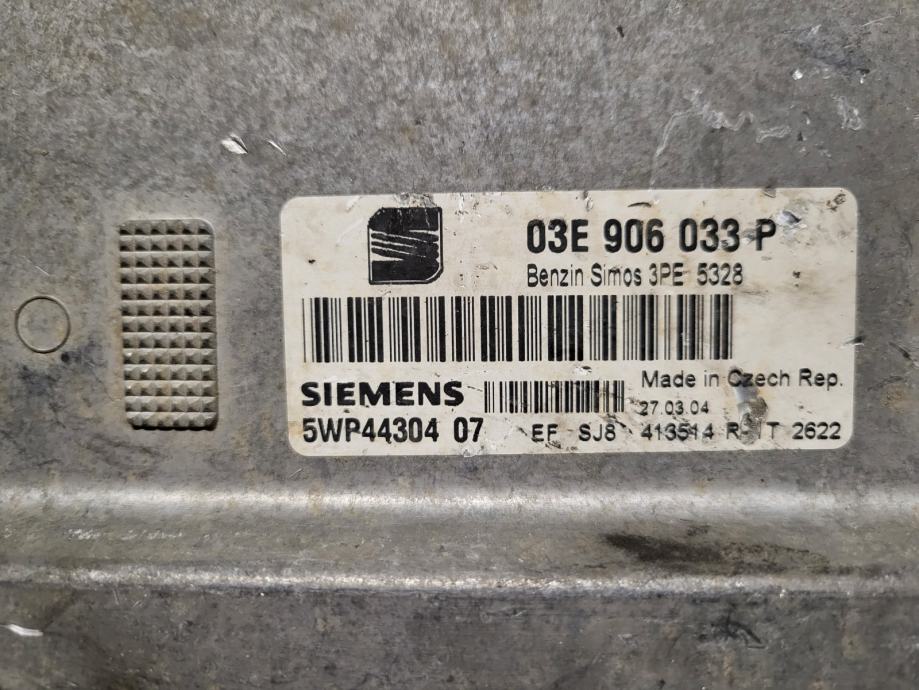 03E 906 033 P
Benzin Simos 3PE 5328
SIEMENS
Made in Czech Rep.
27.03.04
5WP44304 07
EF SJ8 413514 T 2622